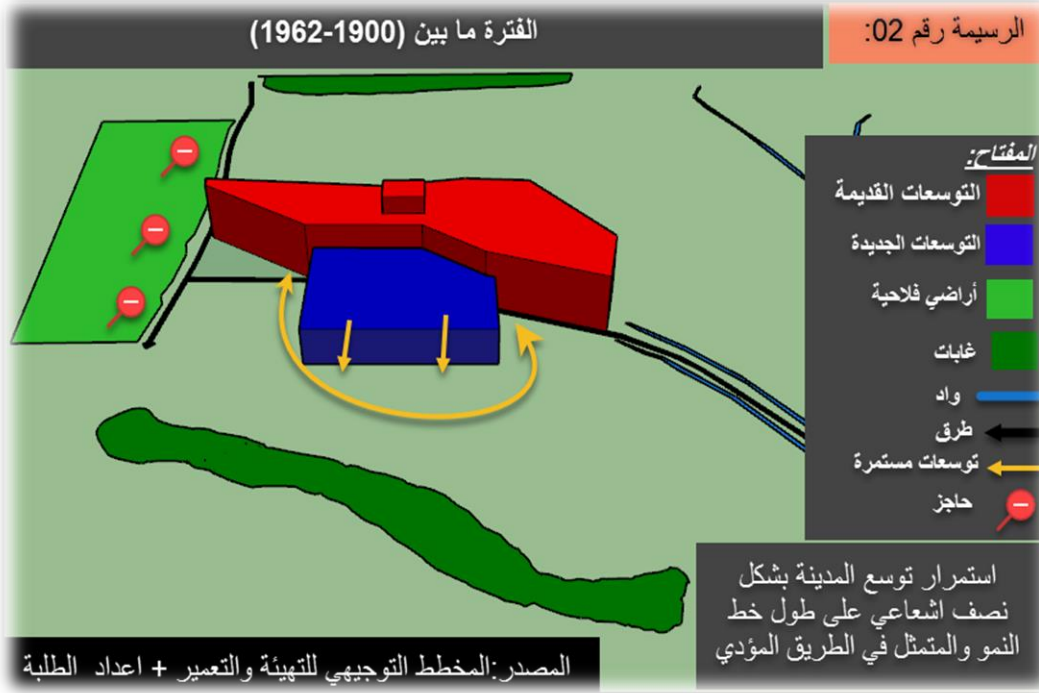 الرسيمة رقم 02:
الفترة ما بين (1900-1962)
المفتاح:
التوسعات القديمة
التوسعات الجديدة
أراضي فلاحية
غابات
واد
طرق
توسعات مستمرة
حاجز
استمرار توسع المدينة بشكل
نصف اشعاعي على طول خط
النمو والمتمثل في الطريق المؤدي
المصدر:المخطط التوجيهي للتهيئة والتعمير + اعداد الطلبة